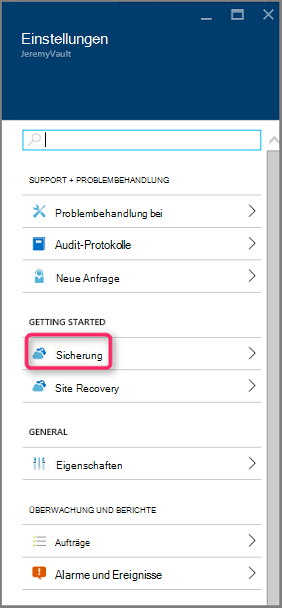 Einstellungen
JeremyVault
SUPPORT + PROBLEMBEHANDLUNG
Problembehandlung bei
Audit-Protokolle
Neue Anfrage
GETTING STARTED
Sicherung
Site Recovery
GENERAL
Eigenschaften
ÜBERWACHUNG UND BERICHTE
Aufträge
Alarme und Ereignisse